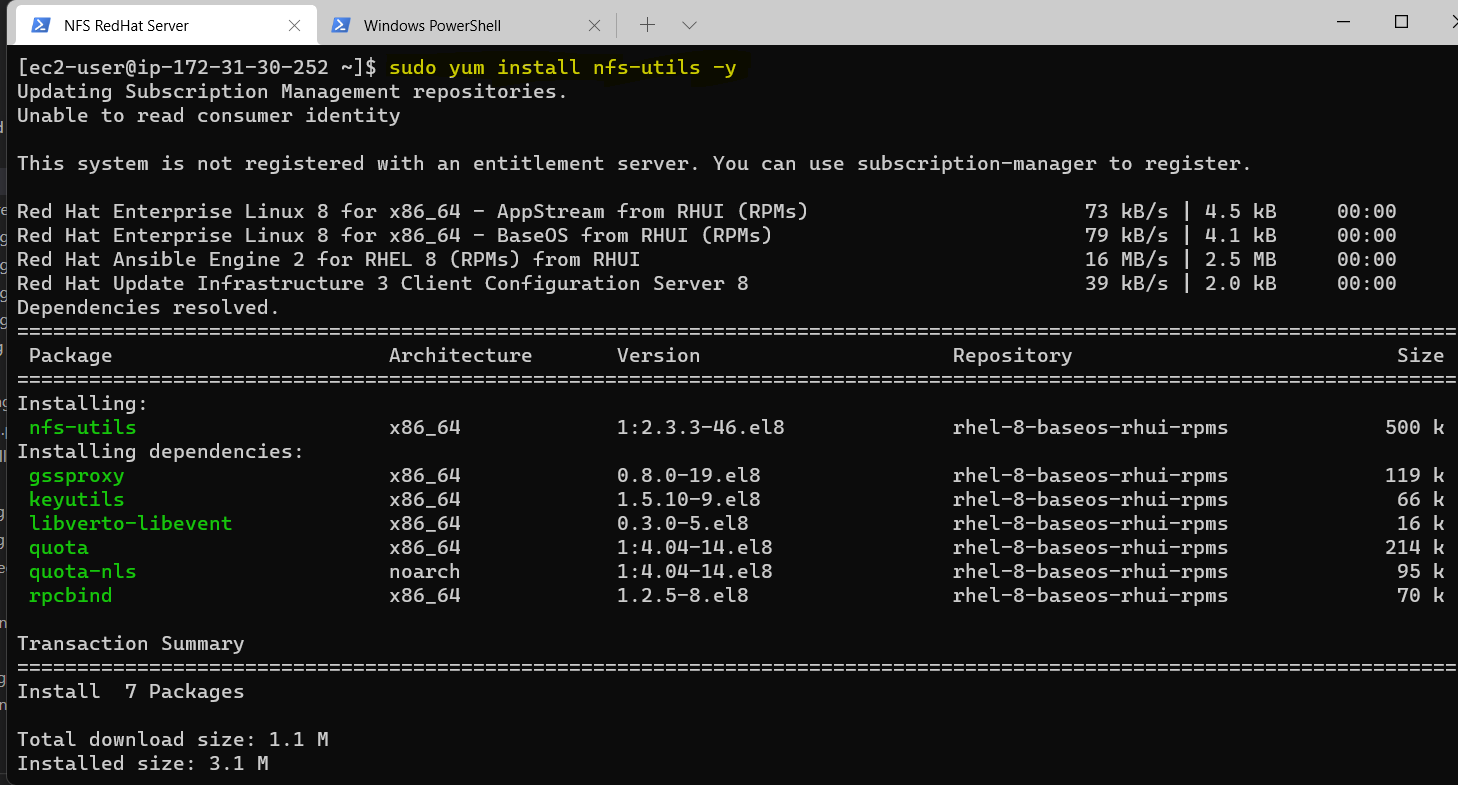 NFS RedHat Server
Windows PowerShell
[ec2-user@ip-172-31-30-252 ~]$ sudo yum install nfs-utils -y
Updating Subscription Management repositories.
Unable to read consumer identity
This system is not registered with an entitlement server. You can use subscription-manager to register.
Red Hat Enterprise Linux 8 for x86_64 - AppStream from RHUI (RPMs) 73 kB/s | 4.5 kB 00:00
Red Hat Enterprise Linux 8 for x86_64 - BaseOS from RHUI (RPMs) 79 kB/s | 4.1 kB 00:00
Red Hat Ansible Engine 2 for RHEL 8 (RPMs) from RHUI 16 MB/s | 2.5 MB 00:00
Red Hat Update Infrastructure 3 Client Configuration Server 8 39 kB/s | 2.0 kB 00:00
Dependencies resolved.
Package Architecture Version Repository Size
Installing:
nfs-utils x86_64 1:2.3.3-46.el8 rhel-8-baseos-rhui-rpms 500 k
Installing dependencies:
gssproxy x86_64 0.8.0-19.el8 rhel-8-baseos-rhui-rpms 119 k
keyutils x86_64 1.5.10-9.el8 rhel-8-baseos-rhui-rpms 66 k
libverto-libevent x86_64 0.3.0-5.el8 rhel-8-baseos-rhui-rpms 16 k
quota x86_64 1:4.04-14.el8 rhel-8-baseos-rhui-rpms 214 k
quota-nls noarch 1:4.04-14.el8 rhel-8-baseos-rhui-rpms 95 k
rpcbind x86_64 1.2.5-8.el8 rhel-8-baseos-rhui-rpms 70 k
Transaction Summary
Install 7 Packages
Total download size: 1.1 M
Installed size: 3.1 M